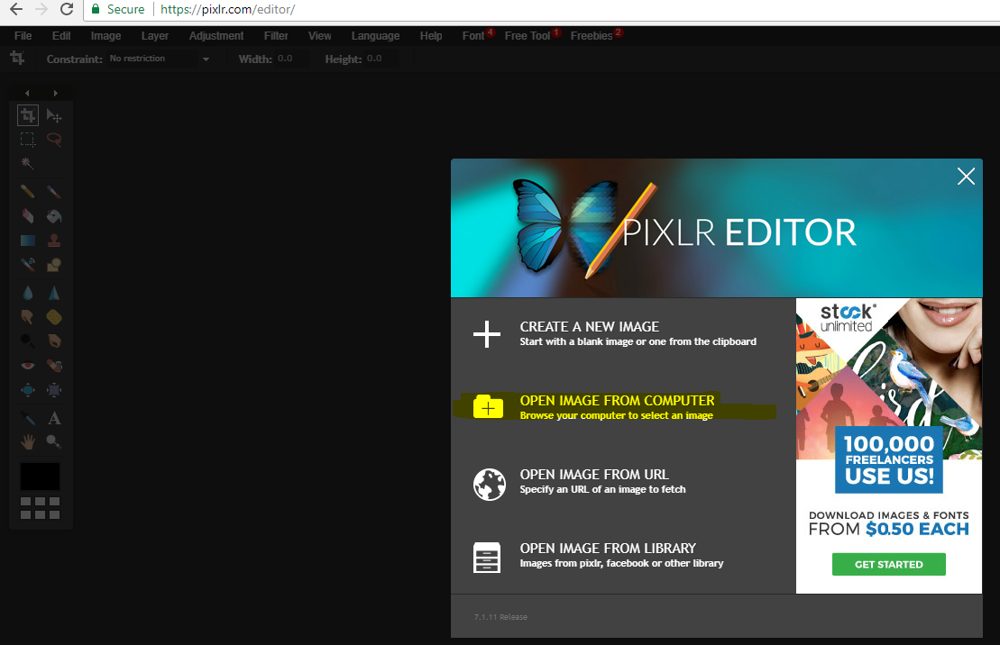 Secure https://pixlr.com/editor/
File Edit Image Layer Adjustment Filter View Language Help Font 4 Free Tool 1 Freebies 2
Constraint: No restriction Width: 0.0 Height: 0.0
PIXLR EDITOR
CREATE A NEW IMAGE
Start with a blank image or one from the clipboard
OPEN IMAGE FROM COMPUTER
Browse your computer to select an image
OPEN IMAGE FROM URL
Specify an URL of an image to fetch
OPEN IMAGE FROM LIBRARY
Images from pixlr, facebook or other library
7.1.11 Release
stock®
unlimited
100,000
FREELANCERS
USE US!
DOWNLOAD IMAGES & FONTS
FROM $0.50 EACH
GET STARTED
A